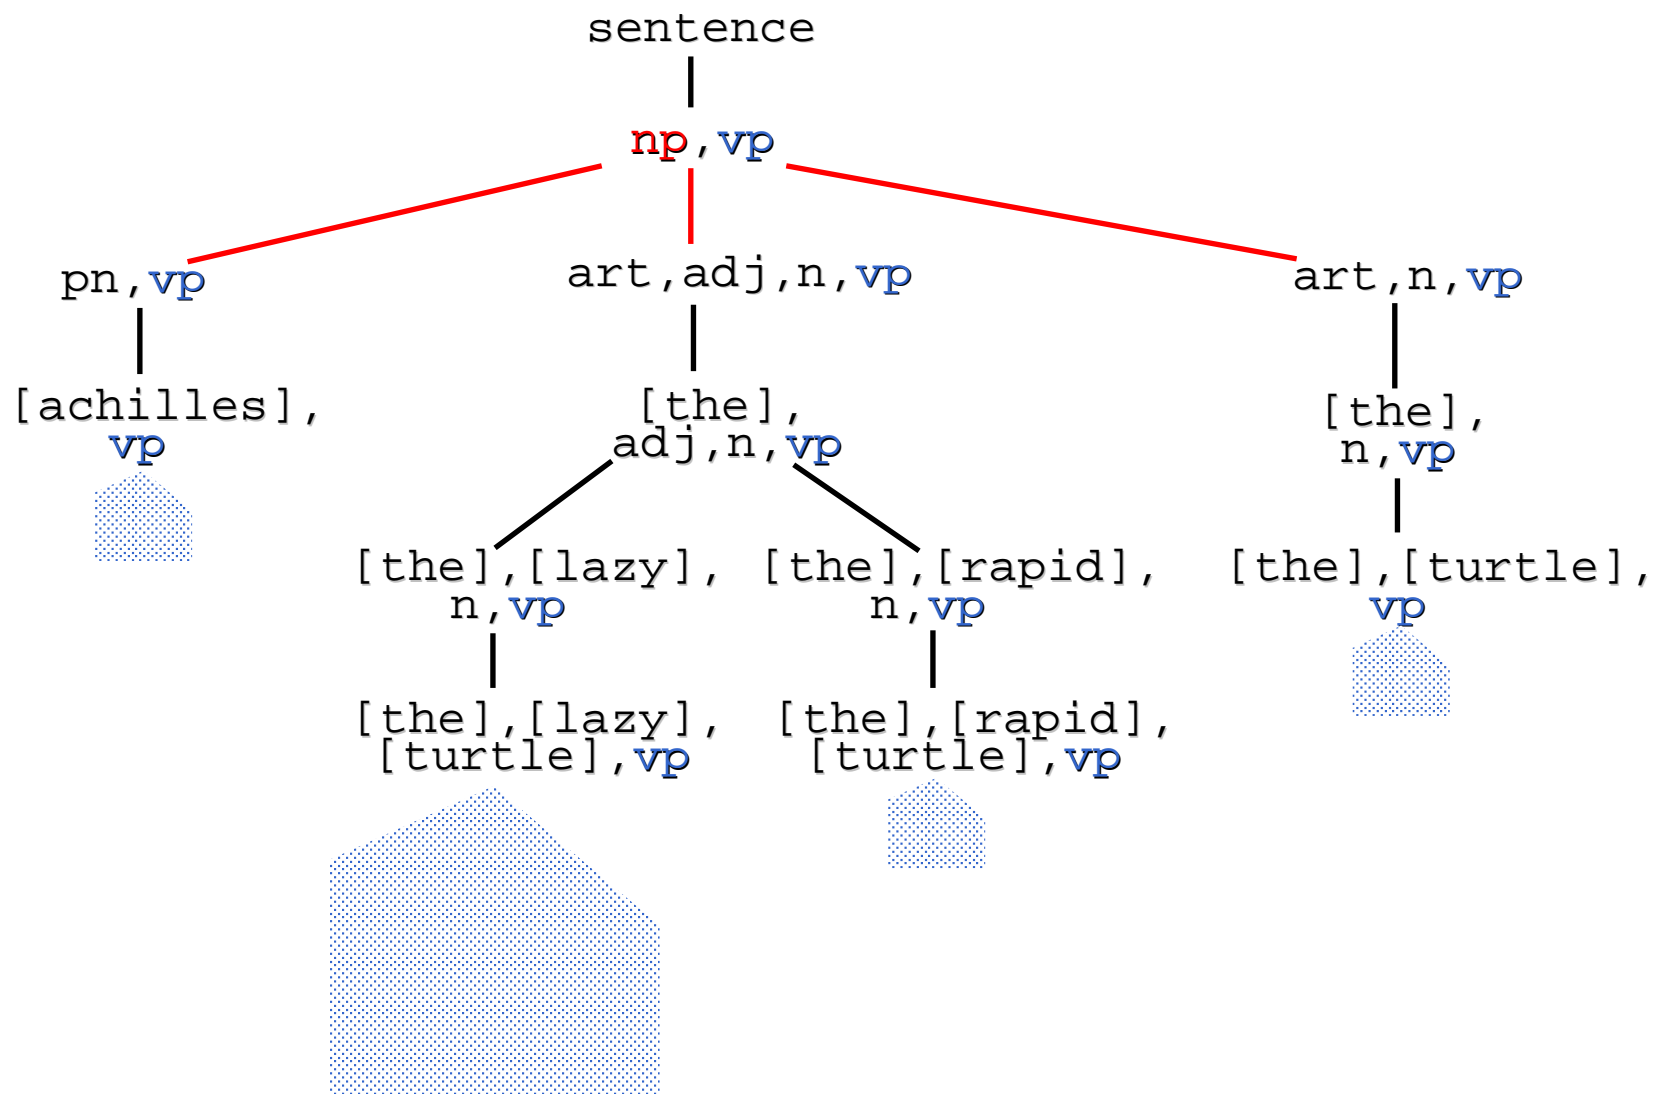 sentence
np,vp
pn,vp
art,adj,n,vp
art,n,vp
[achilles],
vp
[the],
adj,n,vp
[the],
n,vp
[the],[lazy],
n,vp
[the],[rapid],
n,vp
[the],[turtle],
vp
[the],[lazy],
[turtle],vp
[the],[rapid],
[turtle],vp